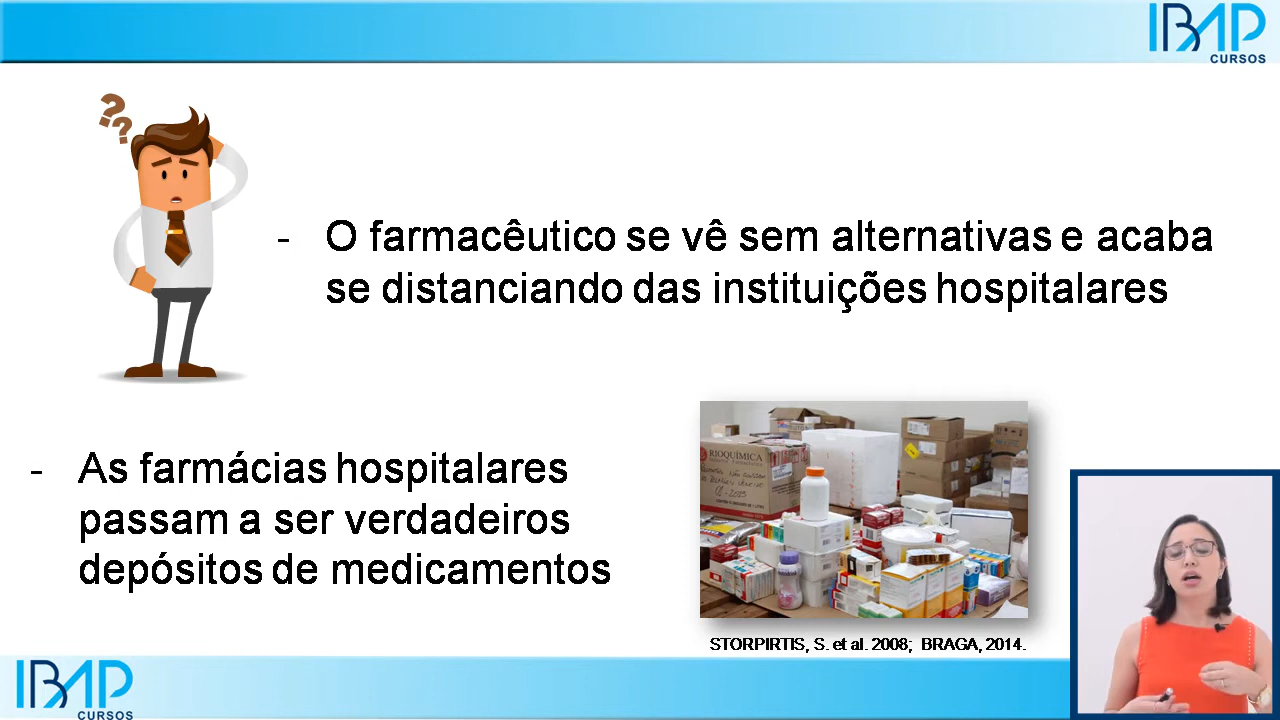 IBAP
CURSOS
??
- O farmacêutico se vê sem alternativas e acaba
se distanciando das instituições hospitalares
- As farmácias hospitalares
passam a ser verdadeiros
depósitos de medicamentos
RIOQUÍMICA
STORPIRTIS, S. et al. 2008; BRAGA, 2014.
IBAP
CURSOS